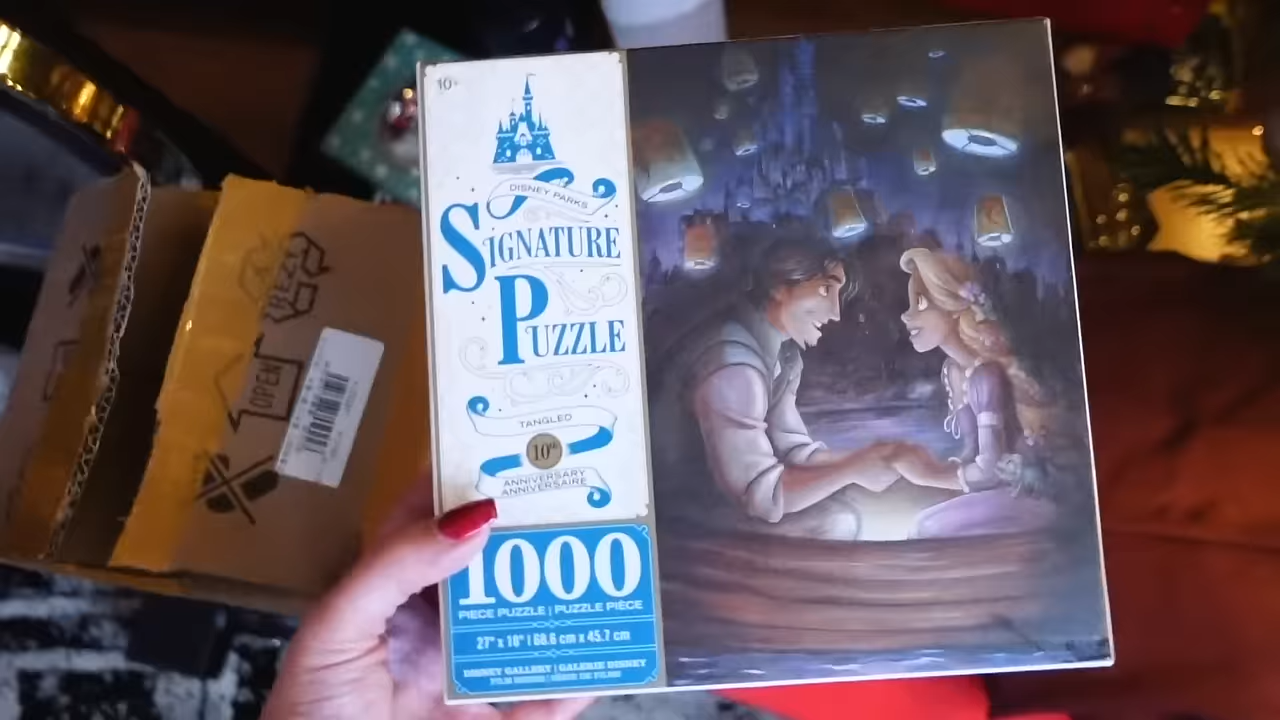 10+
DISNEY PARKS
SIGNATURE
PUZZLE
TANGLED
10th
ANNIVERSARY
ANNIVERSAIRE
1000
PIECE PUZZLE | PUZZLE PIÈCE
27" x 18" | 68.6 cm x 45.7 cm
DISNEY GALLERY | GALERIE DISNEY
OPEN